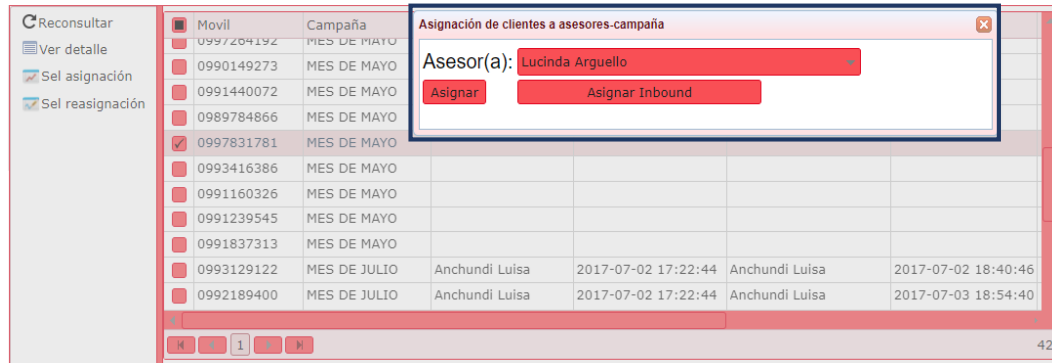 Reconsultar
Ver detalle
Sel asignación
Sel reasignación
Movil Campaña
0997264192 MES DE MAYO
0990149273 MES DE MAYO
0991440072 MES DE MAYO
0989784866 MES DE MAYO
0997831781 MES DE MAYO
0993416386 MES DE MAYO
0991160326 MES DE MAYO
0991239545 MES DE MAYO
0991837313 MES DE MAYO
0993129122 MES DE JULIO Anchundi Luisa 2017-07-02 17:22:44 Anchundi Luisa 2017-07-02 18:40:46
0992189400 MES DE JULIO Anchundi Luisa 2017-07-02 17:22:44 Anchundi Luisa 2017-07-03 18:54:40
1
42
Asignación de clientes a asesores-campaña
Asesor(a): Lucinda Arguello
Asignar Asignar Inbound